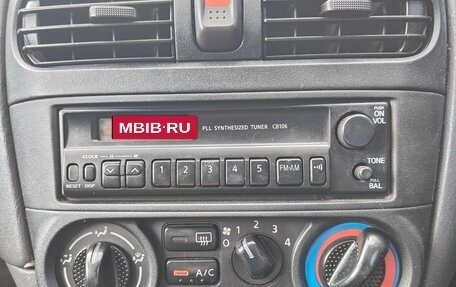 MBIB-RU
PLL SYNTHESIZED TUNER CB106
PUSH
ON
VOL
CLOCK H M
RESET DISP
1 2 3 4 5 FM-AM
TONE
PULL
BAL
0 1 2 3 4
A/C